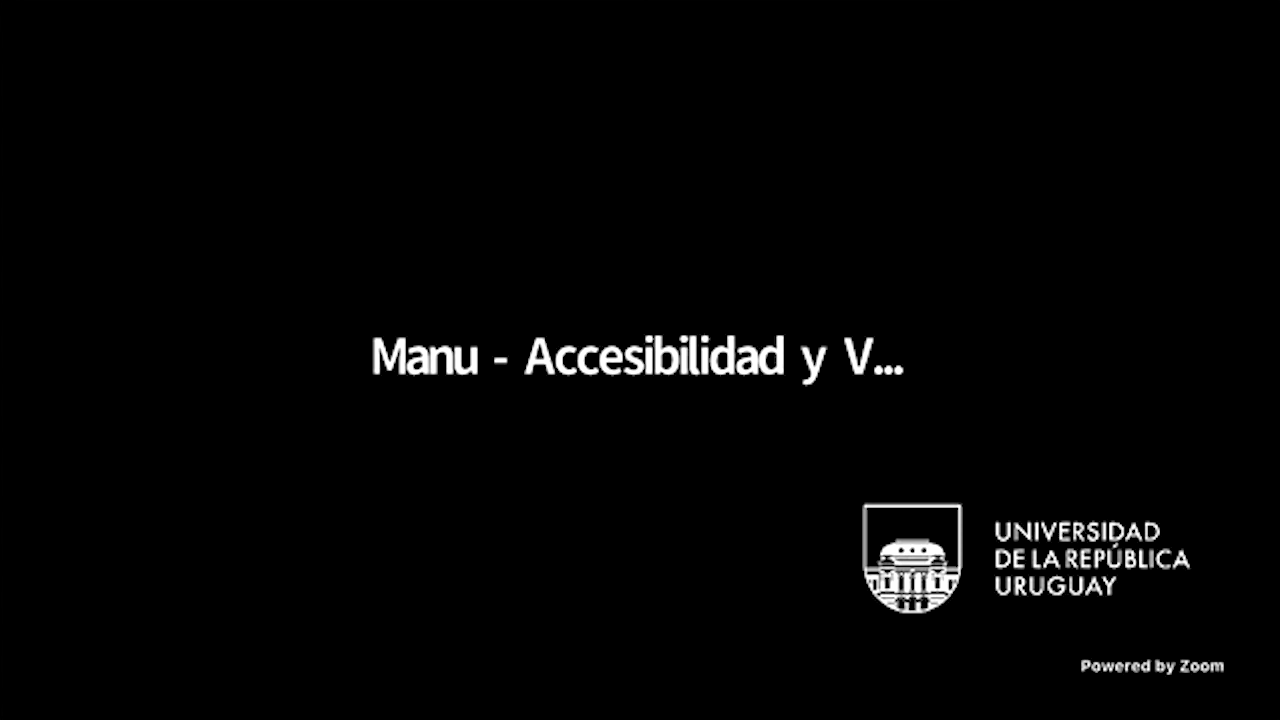 Manu - Accesibilidad y V...
UNIVERSIDAD
DE LA REPÚBLICA
URUGUAY
Powered by Zoom